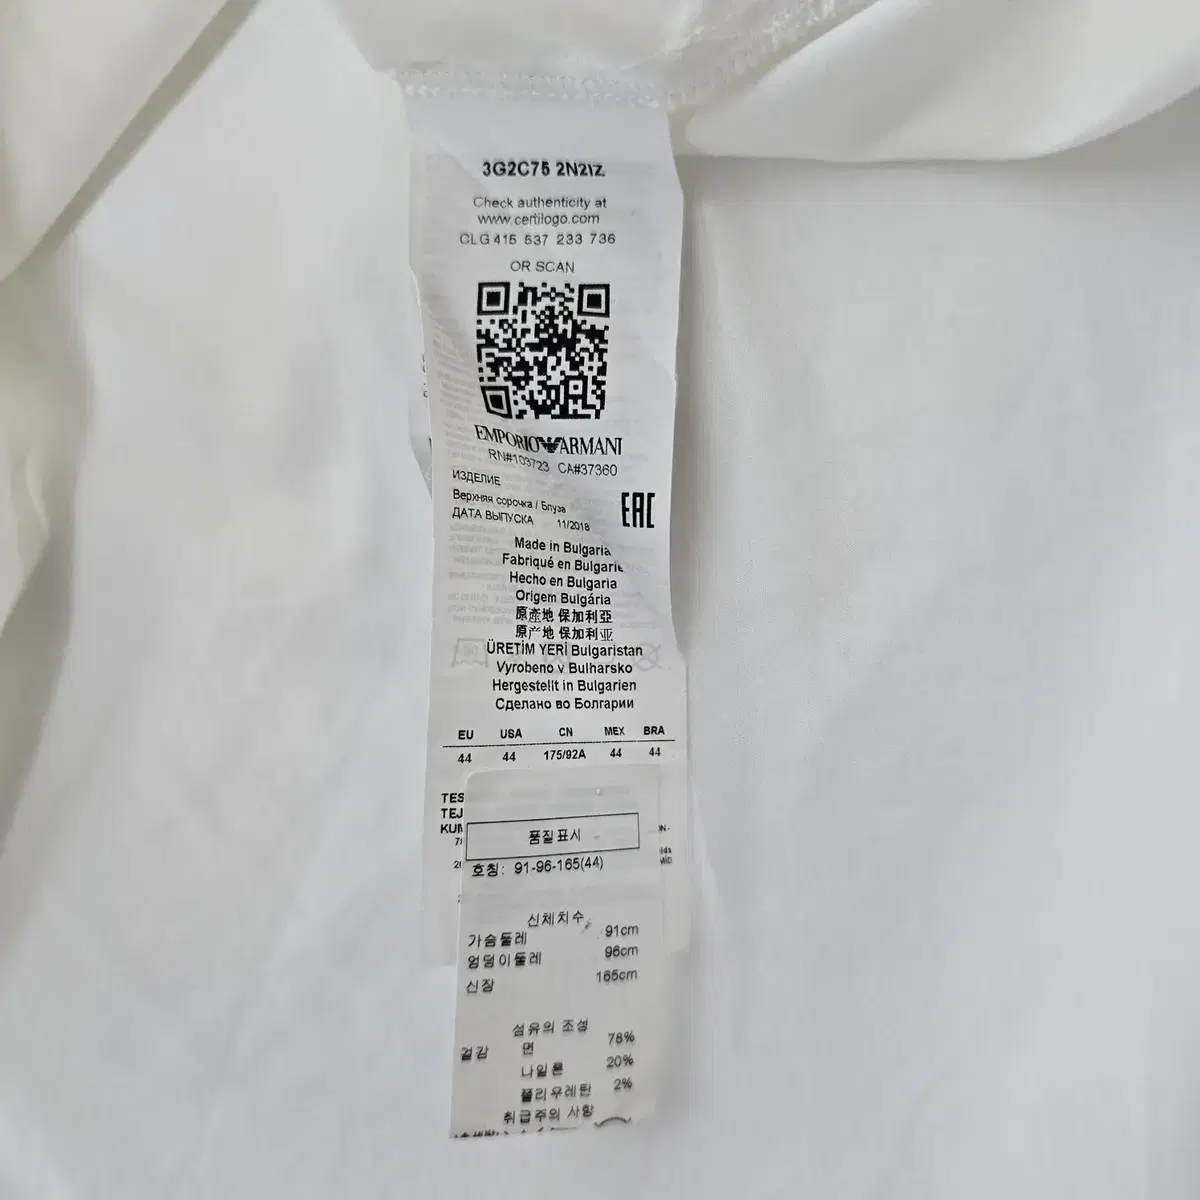 3G2C75 2N2IZ
Check authenticity at
www.certilogo.com
CLG 415 537 233 736
OR SCAN
EMPORIO ARMANI
RN#103723 CA#37360
ИЗДЕЛИЕ
Верхняя сорочка / Блуза
ДАТА ВЫПУСКА 11/2018
EAC
Made in Bulgaria
Fabriqué en Bulgarie
Hecho en Bulgaria
Origem Bulgária
原產地 保加利亞
原产地 保加利亚
ÜRETİM YERİ Bulgaristan
Vyrobeno v Bulharsko
Hergestellt in Bulgarien
Сделано во Болгарии
EU USA CN MEX BRA
44 44 175/92A 44 44
TES
TEJ
KUM
품질표시
호칭: 91-96-165(44)
신체치수
가슴둘레 91cm
엉덩이둘레 96cm
신장 165cm
섬유의 조성
겉감 면 78%
나일론 20%
폴리우레탄 2%
취급주의 사항